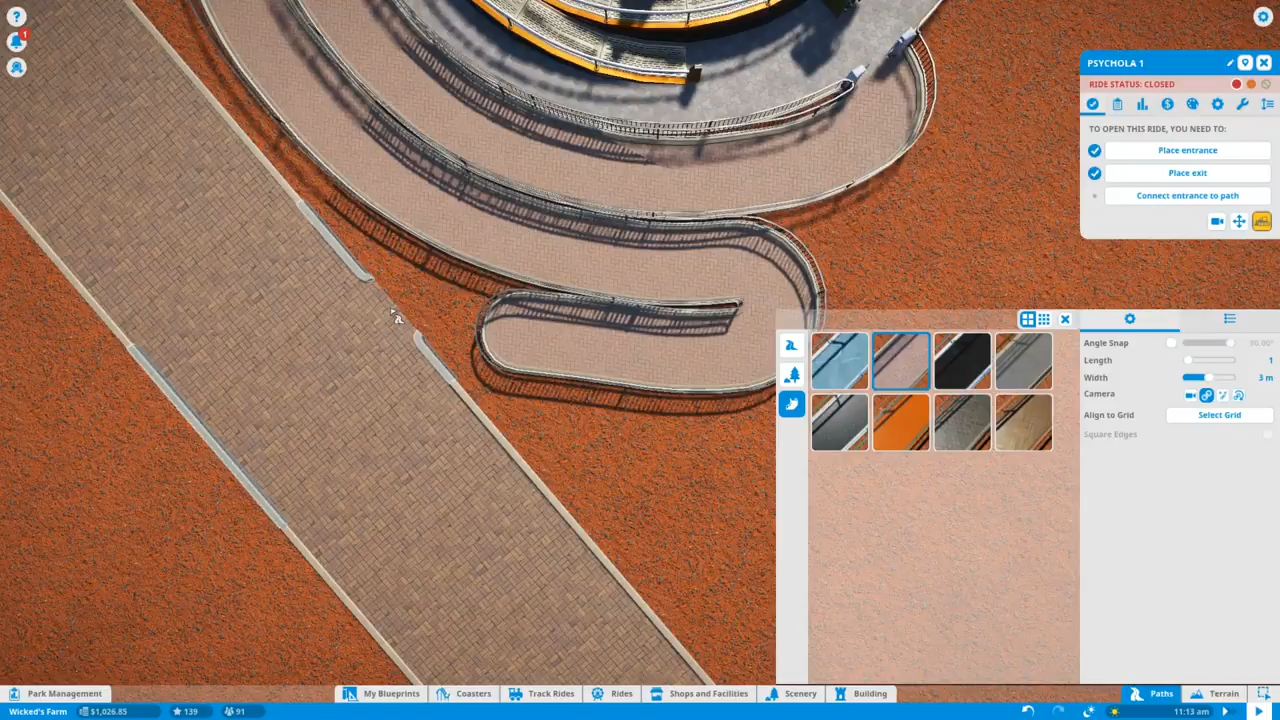 1
PSYCHOLA 1
RIDE STATUS: CLOSED
TO OPEN THIS RIDE, YOU NEED TO:
Place entrance
Place exit
Connect entrance to path
Angle Snap 90.00°
Length 1
Width 3 m
Camera
Align to Grid Select Grid
Square Edges
Park Management My Blueprints Coasters Track Rides Rides Shops and Facilities Scenery Building Paths Terrain
Wicked's Farm $1,026.85 139 91 11:13 am